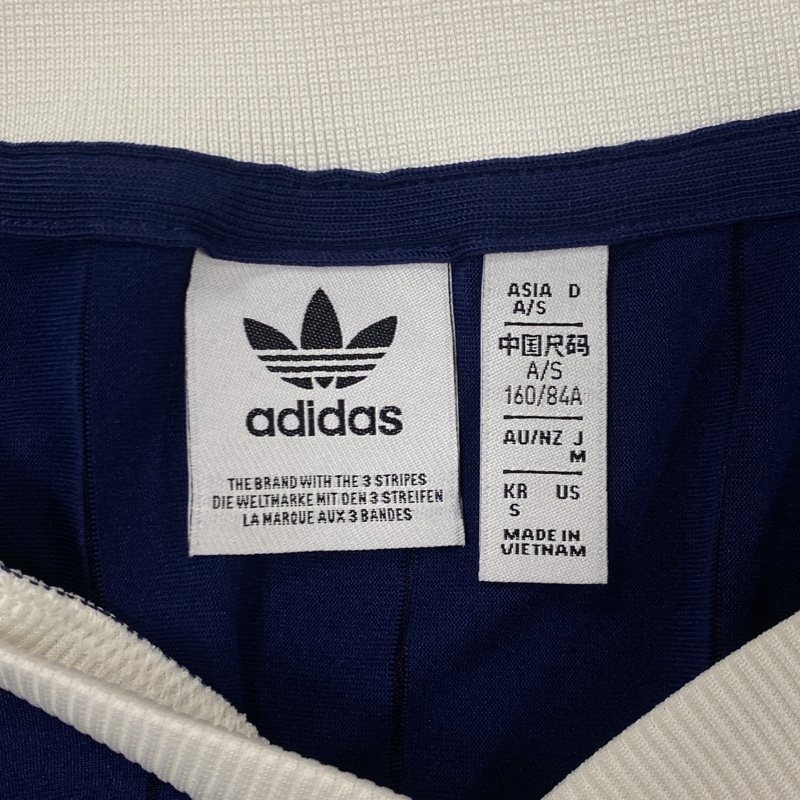 adidas
THE BRAND WITH THE 3 STRIPES
DIE WELTMARKE MIT DEN 3 STREIFEN
LA MARQUE AUX 3 BANDES
ASIA D
A/S
中国尺码
A/S
160/84A
AU/NZ J
M
KR US
S
MADE IN
VIETNAM